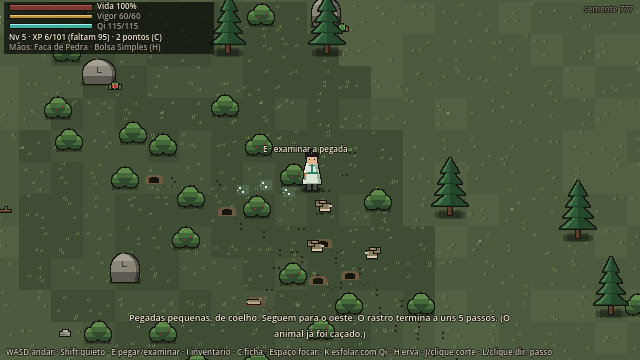 Vida 100%
semente 777
Vigor 60/60
Qi 115/115
Nv 5 · XP 6/101 (faltam 95) · 2 pontos (C)
Mãos: Faca de Pedra · Bolsa Simples (H)
E · examinar a pegada
Pegadas pequenas, de coelho. Seguem para o oeste. O rastro termina a uns 5 passos. (O
animal já foi caçado.)
WASD andar · Shift quieto · E pegar/examinar · I inventário · C ficha · Espaço focar · K esfolar com Qi · H erva · J/clique corte · L/clique dir. passo